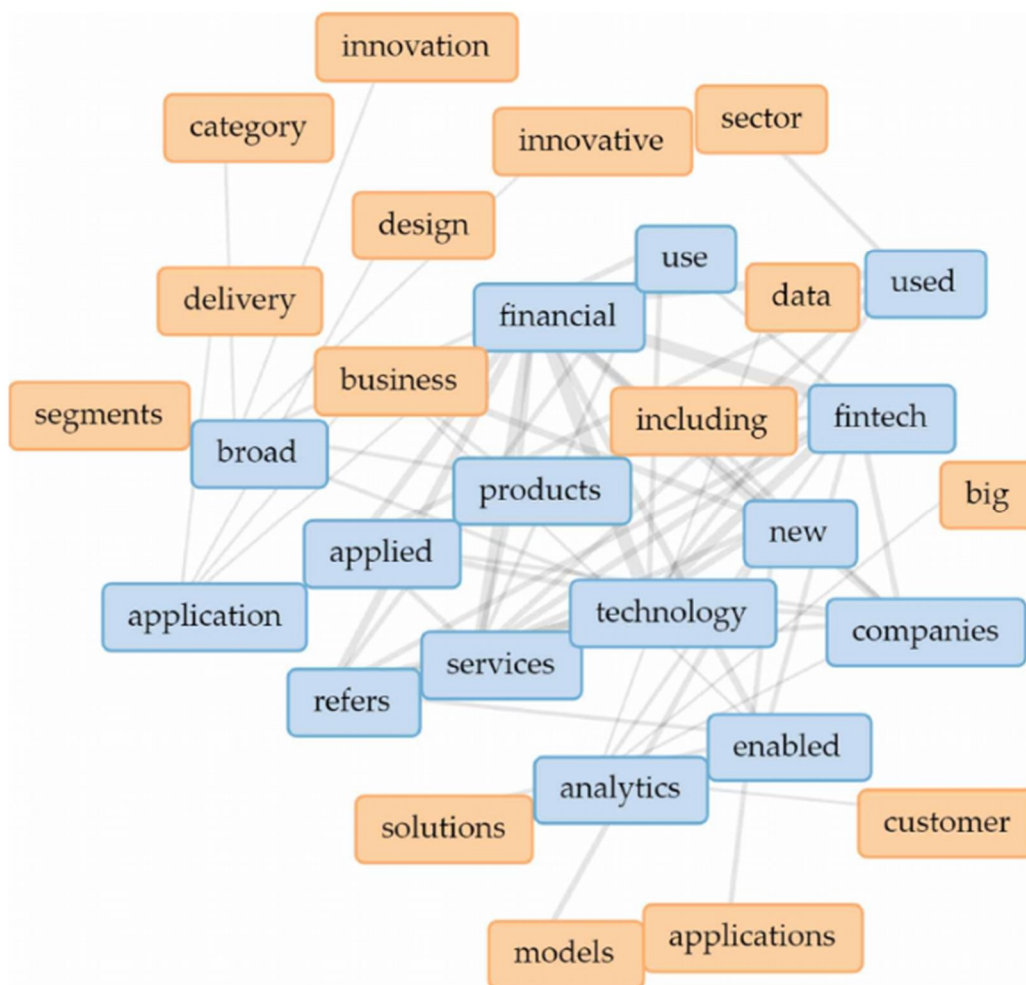 innovation
category
innovative
sector
design
use
delivery
financial
data
used
business
segments
including
fintech
broad
products
big
applied
new
application
technology
companies
services
refers
enabled
analytics
solutions
customer
models
applications